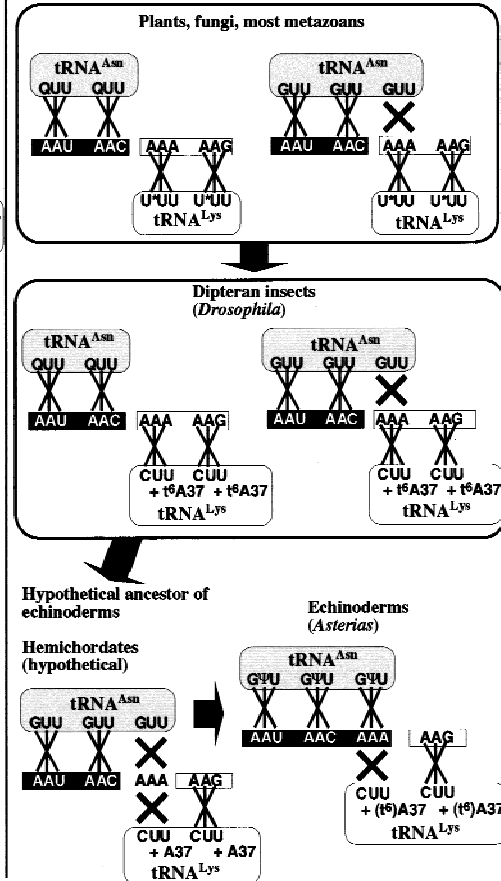 Plants, fungi, most metazoans
tRNAAsn
QUU QUU
AAU AAC
AAA AAG
U*UU U*UU
tRNALys
tRNAAsn
GUU GUU GUU
AAU AAC
AAA AAG
U*UU U*UU
tRNALys
Dipteran insects
(Drosophila)
tRNAAsn
QUU QUU
AAU AAC
AAA AAG
CUU CUU
+ t6A37 + t6A37
tRNALys
tRNAAsn
GUU GUU GUU
AAU AAC
AAA AAG
CUU CUU
+ t6A37 + t6A37
tRNALys
Hypothetical ancestor of
echinoderms
Hemichordates
(hypothetical)
tRNAAsn
GUU GUU GUU
AAU AAC AAA AAG
CUU CUU
+ A37 + A37
tRNALys
Echinoderms
(Asterias)
tRNAAsn
GΨU GΨU GΨU
AAU AAC AAA
AAG
CUU CUU
+ (t6)A37 + (t6)A37
tRNALys